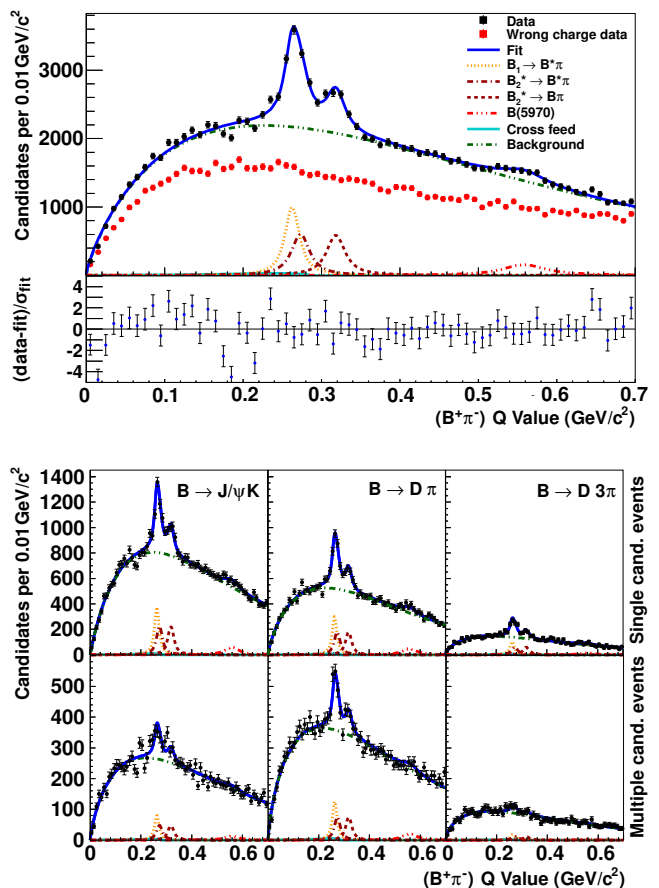 Candidates per 0.01 GeV/c²
3000
2000
1000
Data
Wrong charge data
Fit
B₁ → B*π
B₂* → B*π
B₂* → Bπ
B(5970)
Cross feed
Background
(data-fit)/σfit
4
2
0
-2
-4
0 0.1 0.2 0.3 0.4 0.5 0.6 0.7
(B⁺π⁻) Q Value (GeV/c²)
Candidates per 0.01 GeV/c²
1400
1200
1000
800
600
400
200
0
B → J/ψK
B → D π
B → D 3π
Single cand. events
500
400
300
200
100
0
Multiple cand. events
0 0.2 0.4 0.6 0 0.2 0.4 0.6 0 0.2 0.4 0.6
(B⁺π⁻) Q Value (GeV/c²)